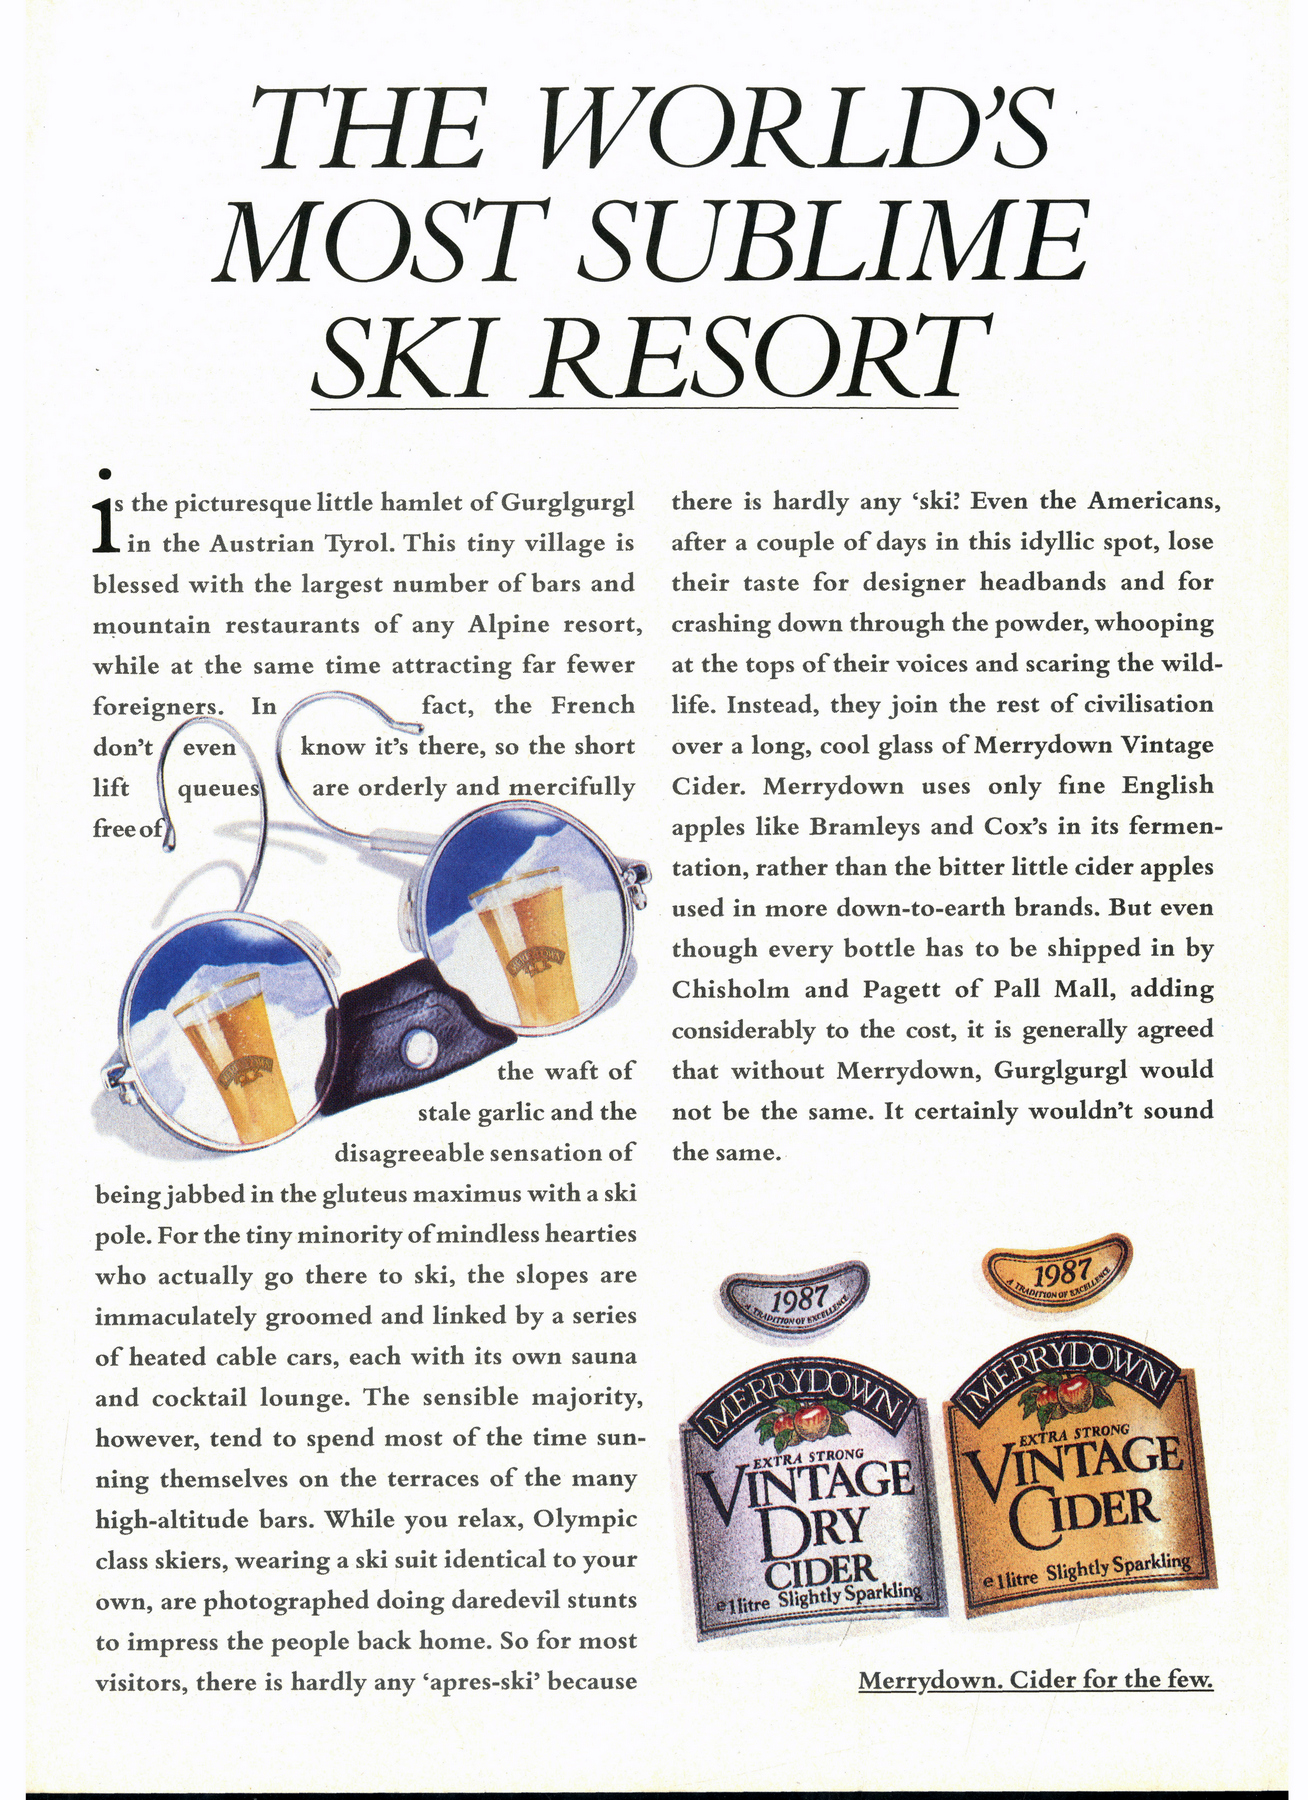 THE WORLD'S
MOST SUBLIME
SKI RESORT
is the picturesque little hamlet of Gurglgurgl
in the Austrian Tyrol. This tiny village is
blessed with the largest number of bars and
mountain restaurants of any Alpine resort,
while at the same time attracting far fewer
foreigners. In fact, the French
don't even know it's there, so the short
lift queues are orderly and mercifully
free of
the waft of
stale garlic and the
disagreeable sensation of
being jabbed in the gluteus maximus with a ski
pole. For the tiny minority of mindless hearties
who actually go there to ski, the slopes are
immaculately groomed and linked by a series
of heated cable cars, each with its own sauna
and cocktail lounge. The sensible majority,
however, tend to spend most of the time sun-
ning themselves on the terraces of the many
high-altitude bars. While you relax, Olympic
class skiers, wearing a ski suit identical to your
own, are photographed doing daredevil stunts
to impress the people back home. So for most
visitors, there is hardly any 'apres-ski' because
there is hardly any 'ski'. Even the Americans,
after a couple of days in this idyllic spot, lose
their taste for designer headbands and for
crashing down through the powder, whooping
at the tops of their voices and scaring the wild-
life. Instead, they join the rest of civilisation
over a long, cool glass of Merrydown Vintage
Cider. Merrydown uses only fine English
apples like Bramleys and Cox's in its fermen-
tation, rather than the bitter little cider apples
used in more down-to-earth brands. But even
though every bottle has to be shipped in by
Chisholm and Pagett of Pall Mall, adding
considerably to the cost, it is generally agreed
that without Merrydown, Gurglgurgl would
not be the same. It certainly wouldn't sound
the same.
MERRYDOWN
MERRYDOWN
1987
A TRADITION OF EXCELLENCE
MERRYDOWN
EXTRA STRONG
VINTAGE
DRY
CIDER
e 1 litre Slightly Sparkling
1987
A TRADITION OF EXCELLENCE
MERRYDOWN
EXTRA STRONG
VINTAGE
CIDER
e 1 litre Slightly Sparkling
Merrydown. Cider for the few.